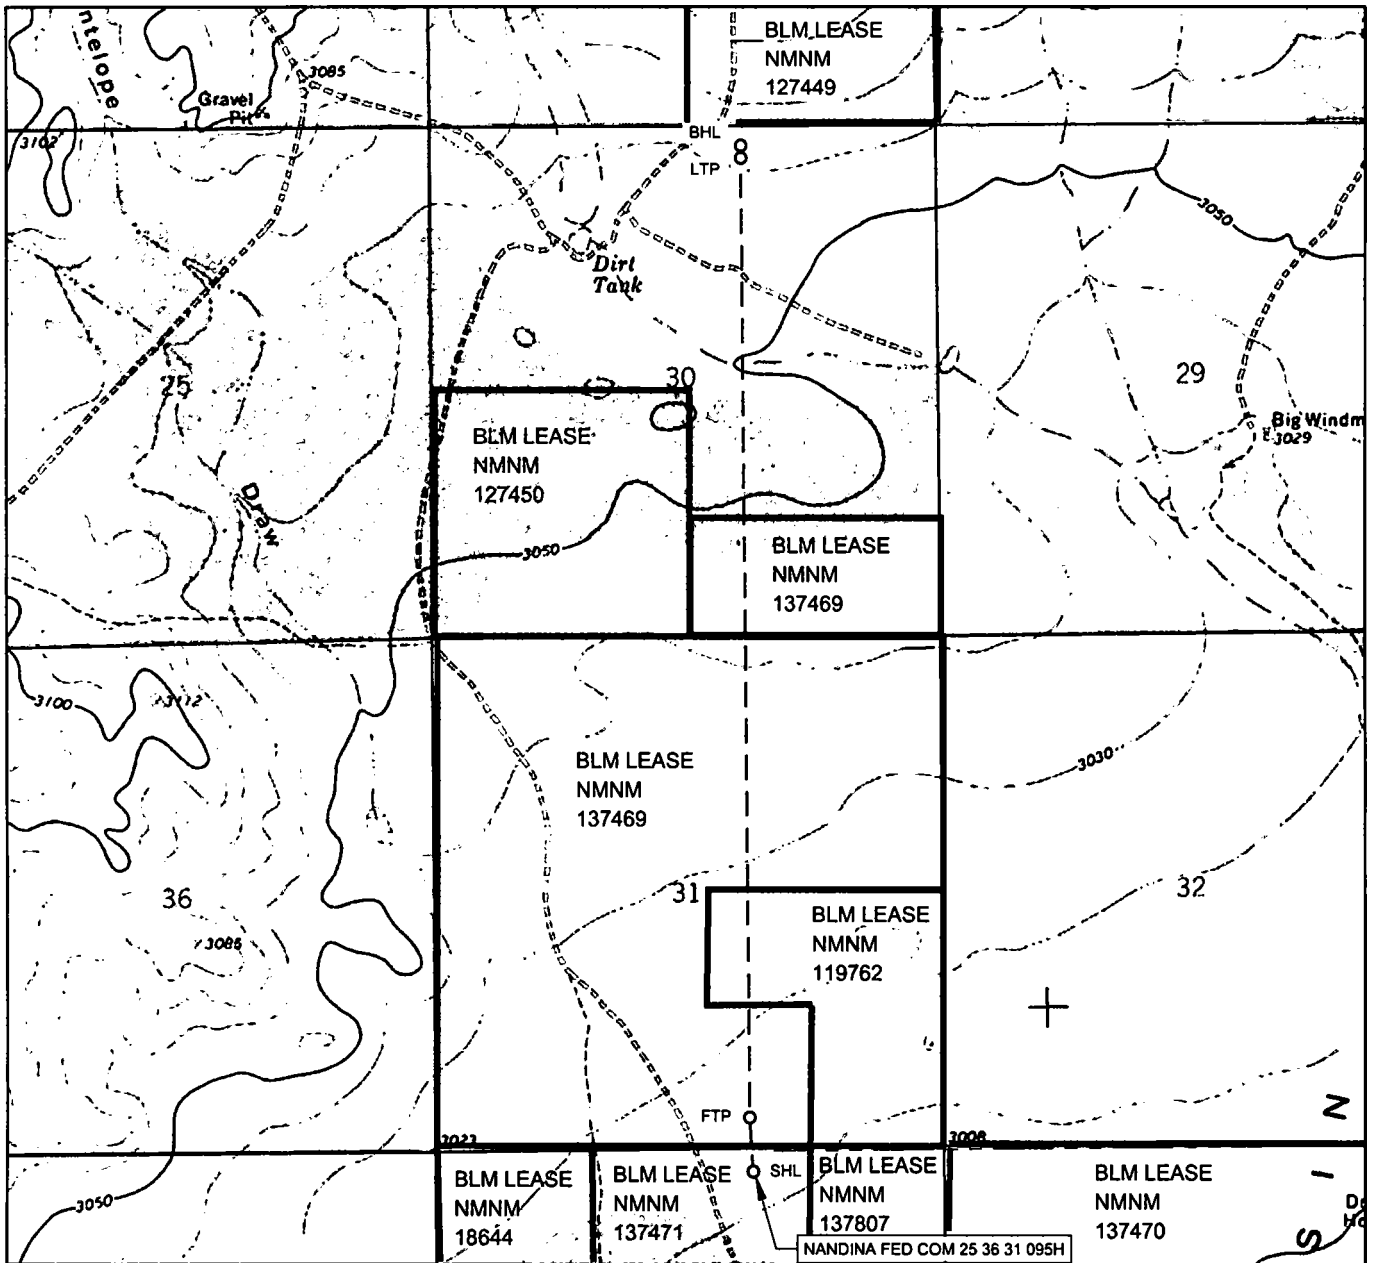 BLM LEASE
NMNM
127449
ntelope
3085
Gravel
Pit
3102
BHL
LTP
3050
Dirt
Tank
25
30
29
Big Windm
3029
BLM LEASE
NMNM
127450
Draw
3050
BLM LEASE
NMNM
137469
3100
3112
BLM LEASE
NMNM
137469
3030
36
3086
31
32
BLM LEASE
NMNM
119762
FTP
3023
3008
N
I
S
BLM LEASE
NMNM
18644
BLM LEASE
NMNM
137471
SHL
BLM LEASE
NMNM
137807
BLM LEASE
NMNM
137470
3050
NANDINA FED COM 25 36 31 095H